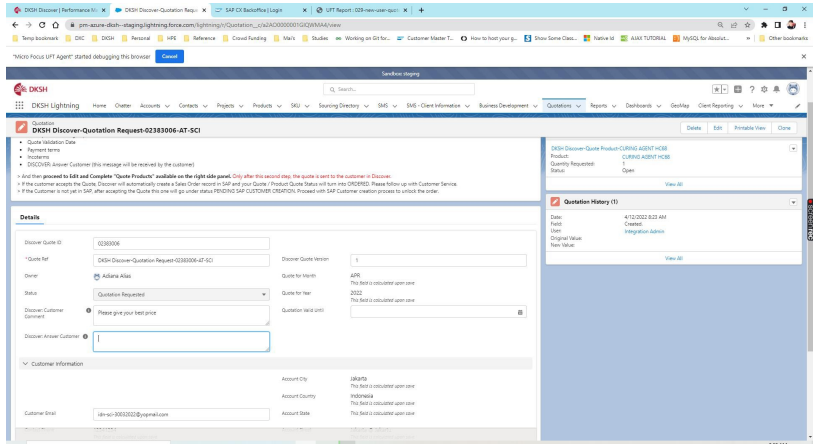 DKSH Discover | Performance Ma
DKSH Discover-Quotation Reque
SAP CX Backoffice | Login
UFT Report : 029-new-user-quot
pm-azure-dksh--staging.lightning.force.com/lightning/r/Quotation__c/a2AO0000001GIQWMA4/view
Temp bookmark
DXC
DKSH
Personal
HPE
Reference
Crowd Funding
Mai's
Studies
Working on Git for...
Customer Master T...
How to host your g...
Show Some Class...
Native Id
AJAX TUTORIAL
MySQL for Absolut...
Other bookmarks
"Micro Focus UFT Agent" started debugging this browser
Cancel
Sandbox: staging
DKSH
Search...
DKSH Lightning
Home
Chatter
Accounts
Contacts
Projects
Products
SKU
Sourcing Directory
SMS
SMS - Client Information
Business Development
Quotations
Reports
Dashboards
GeoMap
Client Reporting
More
Quotation
DKSH Discover-Quotation Request-02383006-AT-SCI
Delete
Edit
Printable View
Clone
• Quote Validation Date
• Payment terms
• Incoterms
• DISCOVER Answer Customer (this message will be received by the customer)
> And then proceed to Edit and Complete "Quote Products" available on the right side panel. Only after this second step, the quote is sent to the customer in Discover.
> If the customer accepts the Quote, Discover will automatically create a Sales Order record in SAP and your Quote / Product Quote Status will turn into ORDERED. Please follow up with Customer Service.
> If the Customer is not yet in SAP, after accepting the Quote this one will go under status PENDING SAP CUSTOMER CREATION. Proceed with SAP Customer creation process to unlock the order.
DKSH Discover-Quote Product-CURING AGENT HC68
Product: CURING AGENT HC68
Quantity Requested: 1
Status: Open
View All
Quotation History (1)
Date: 4/12/2022 8:23 AM
Field: Created.
User: Integration Admin
Original Value:
New Value:
View All
Details
Discover Quote ID
02383006
*Quote Ref
DKSH Discover-Quotation Request-02383006-AT-SCI
Discover Quote Version
1
Owner
Adiana Alias
Quote for Month
APR
This field is calculated upon save
Status
Quotation Requested
Quote for Year
2022
This field is calculated upon save
Discover Customer Comment
Please give your best price
Quotation Valid Until
Discover Answer Customer
Customer Information
Account City
Jakarta
This field is calculated upon save
Account Country
Indonesia
This field is calculated upon save
Customer Email
idn-sci-30032022@yopmail.com
Account State
This field is calculated upon save